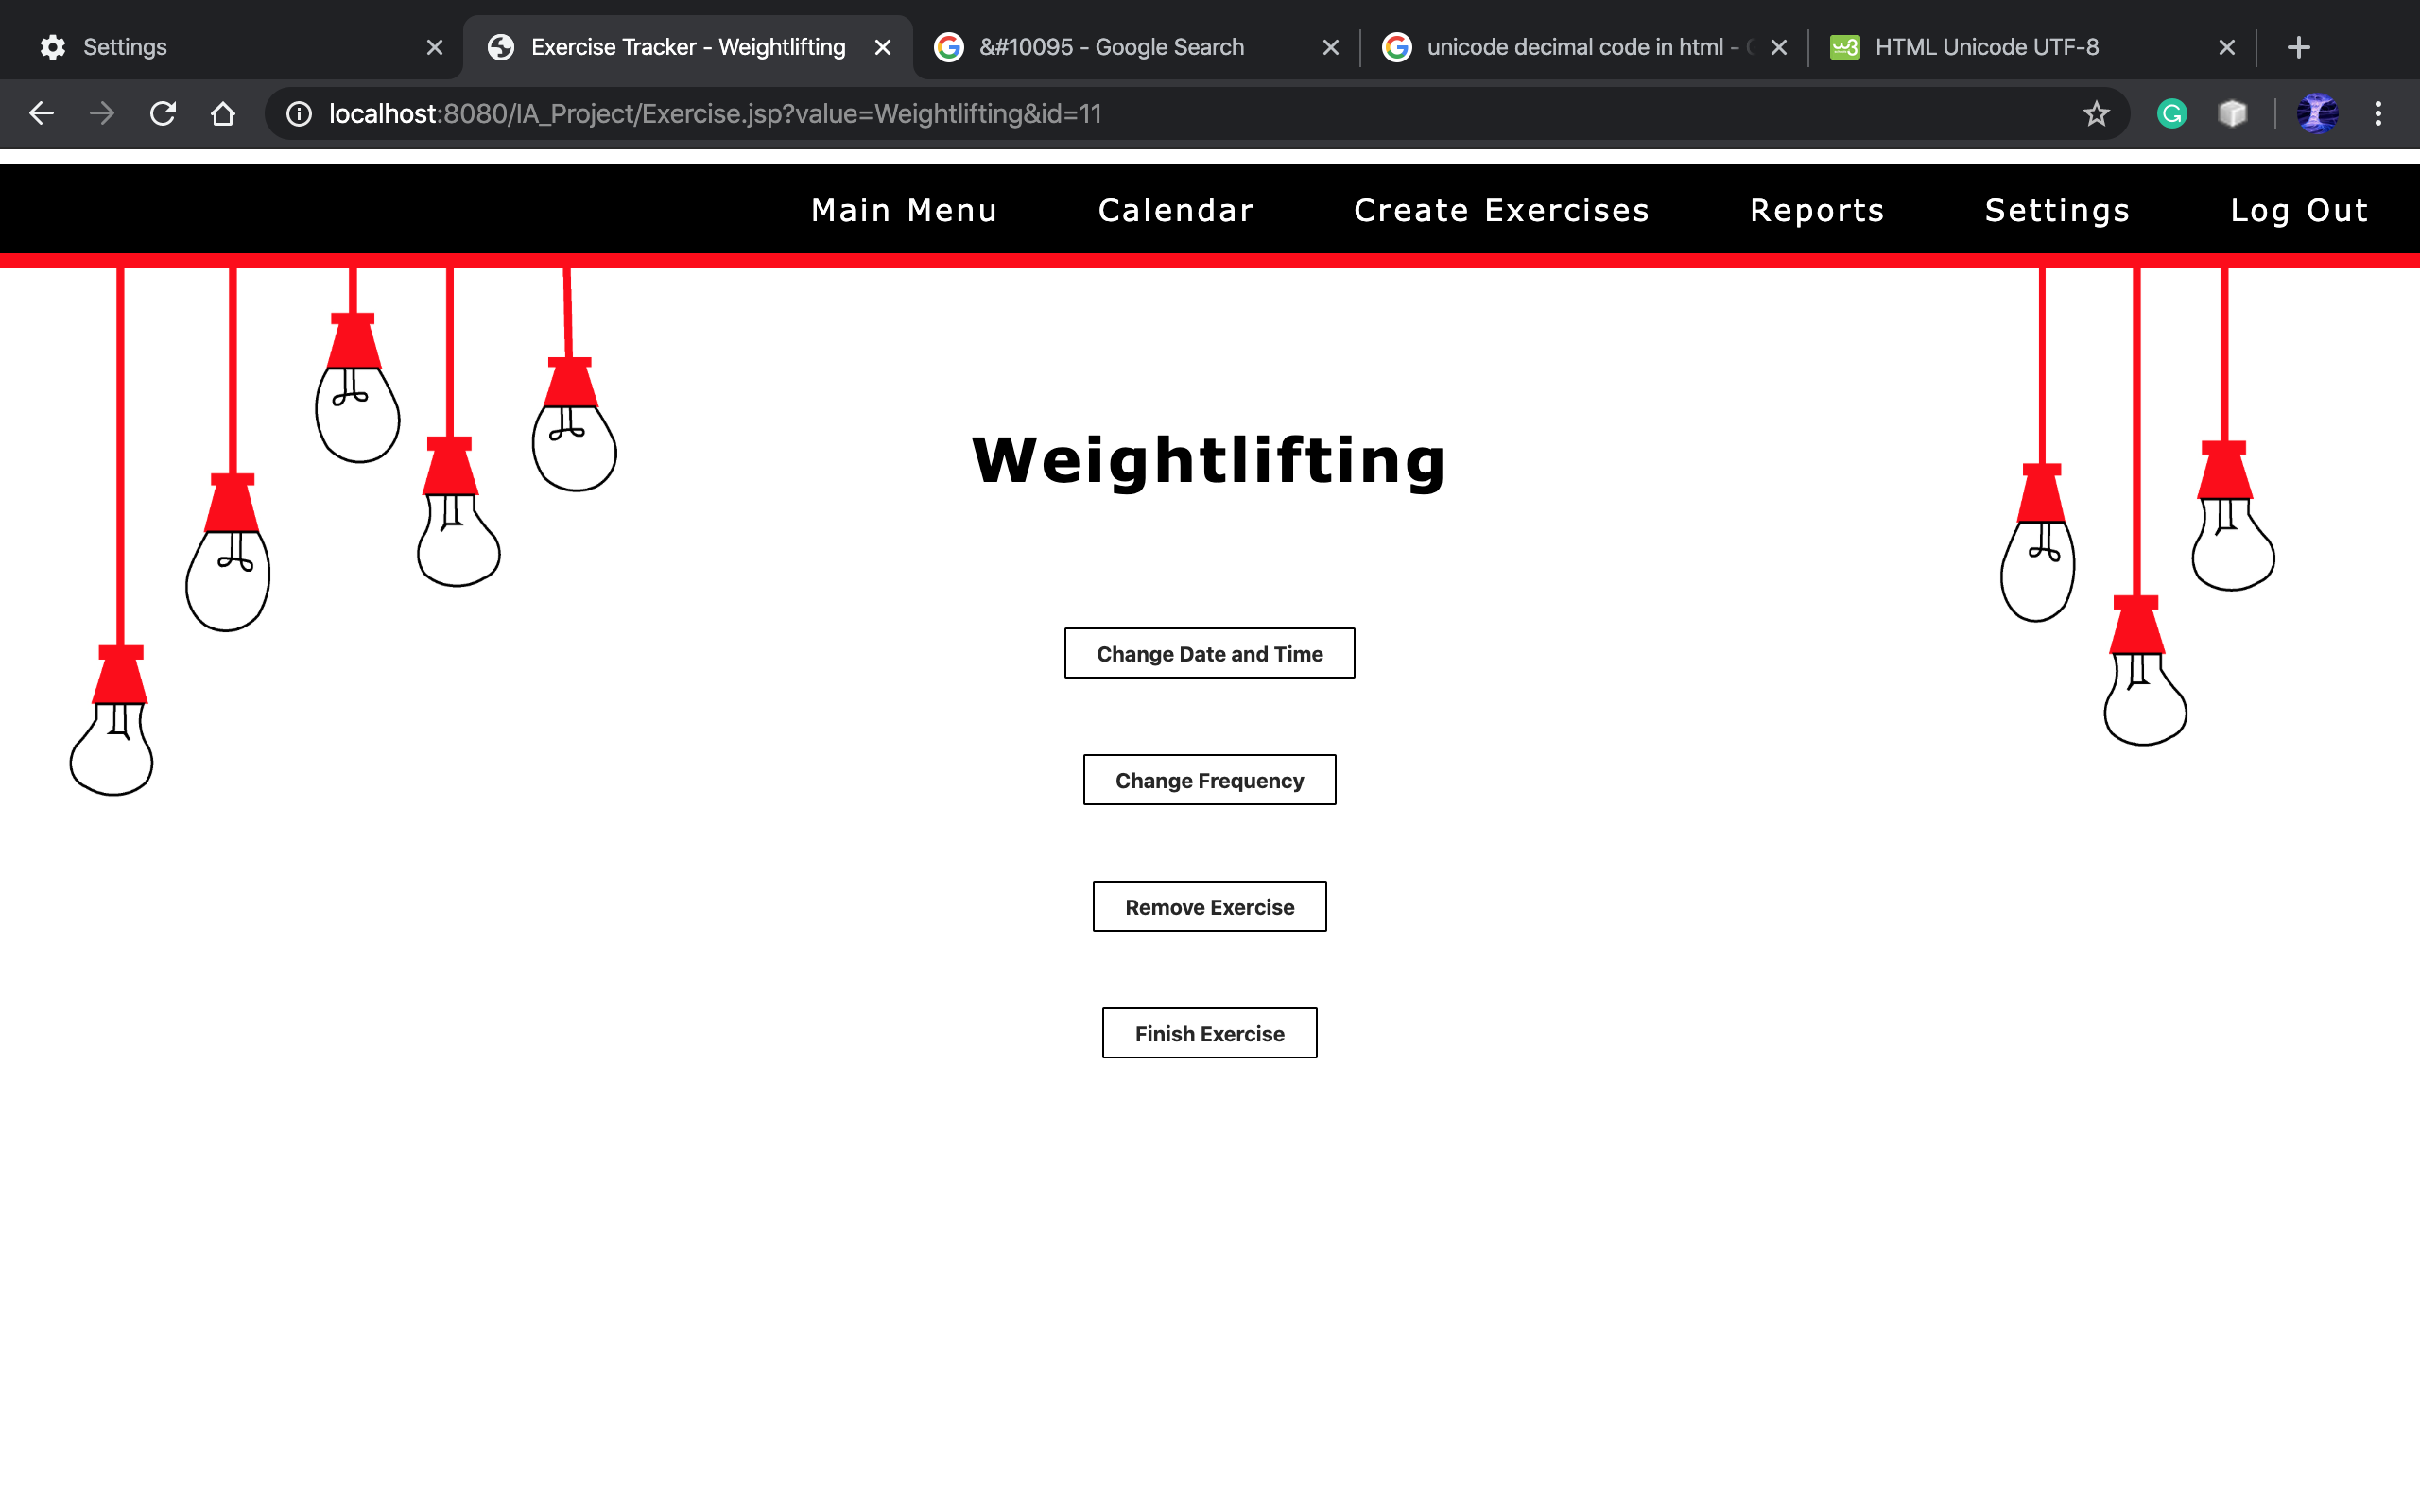 Settings
Exercise Tracker - Weightlifting
&#10095 - Google Search
unicode decimal code in html -
HTML Unicode UTF-8
localhost:8080/IA_Project/Exercise.jsp?value=Weightlifting&id=11
Main Menu Calendar Create Exercises Reports Settings Log Out
Weightlifting
Change Date and Time
Change Frequency
Remove Exercise
Finish Exercise